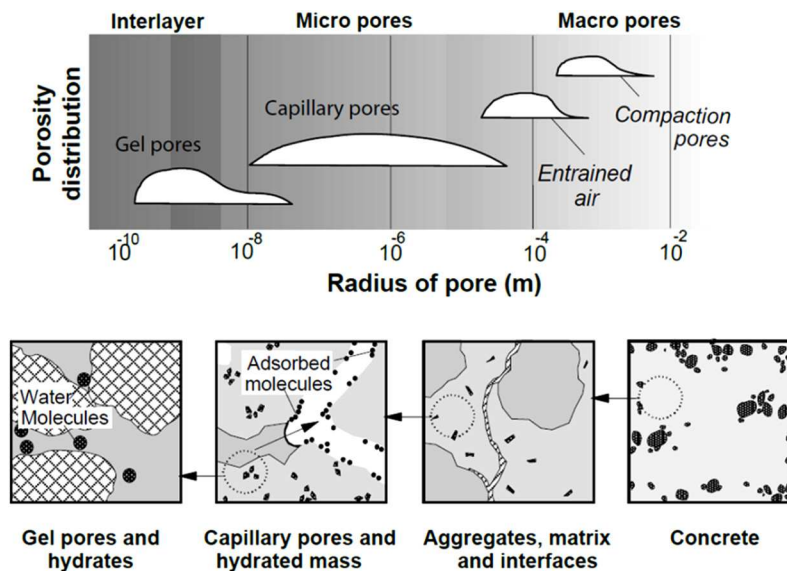 Interlayer
Micro pores
Macro pores
Porosity
distribution
Gel pores
Capillary pores
Compaction
pores
Entrained
air
10-10
10-8
10-6
10-4
10-2
Radius of pore (m)
Water
Molecules
Adsorbed
molecules
Gel pores and
hydrates
Capillary pores and
hydrated mass
Aggregates, matrix
and interfaces
Concrete